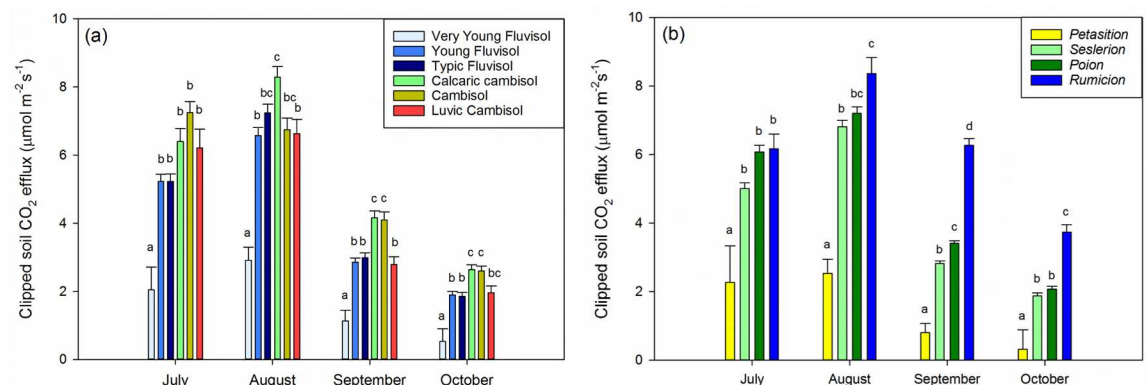 (a)
Clipped soil CO2 efflux (μmol m-2s-1)
10
8
6
4
2
0
Very Young Fluvisol
Young Fluvisol
Typic Fluvisol
Calcaric cambisol
Cambisol
Luvic Cambisol
a b b b b b
a b bc c bc b
a b b c c b
a b b c c bc
July August September October
(b)
Clipped soil CO2 efflux (μmol m-2s-1)
10
8
6
4
2
0
Petasition
Seslerion
Poion
Rumicion
a b b b
a b bc c
a b c d
a b b c
July August September October